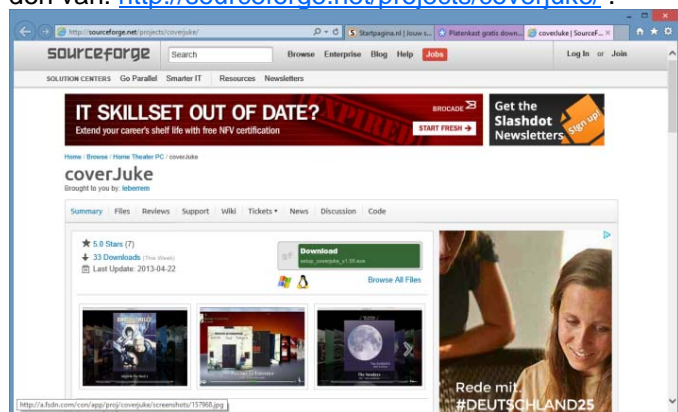 den van: http://sourceforge.net/projects/coverjuke/ .
http://sourceforge.net/projects/coverjuke/
Startpagina.nl | Jouw s...
Platenkast gratis down...
coverJuke | SourceF...
sourceforge
Search
Browse Enterprise Blog Help Jobs
Log In or Join
SOLUTION CENTERS Go Parallel Smarter IT Resources Newsletters
IT SKILLSET OUT OF DATE?
Extend your career's shelf life with free NFV certification
EXPIRED
BROCADE
START FRESH →
Get the
Slashdot
Newsletters
Sign up!
Home / Browse / Home Theater PC / coverJuke
coverJuke
Brought to you by: leberrem
Summary Files Reviews Support Wiki Tickets News Discussion Code
5.0 Stars (7)
33 Downloads (This Week)
Last Update: 2013-04-22
sf
Download
Browse All Files
Rede mit.
#DEUTSCHLAND25
http://a.fsdn.com/con/app/proj/coverjuke/screenshots/157968.jpg